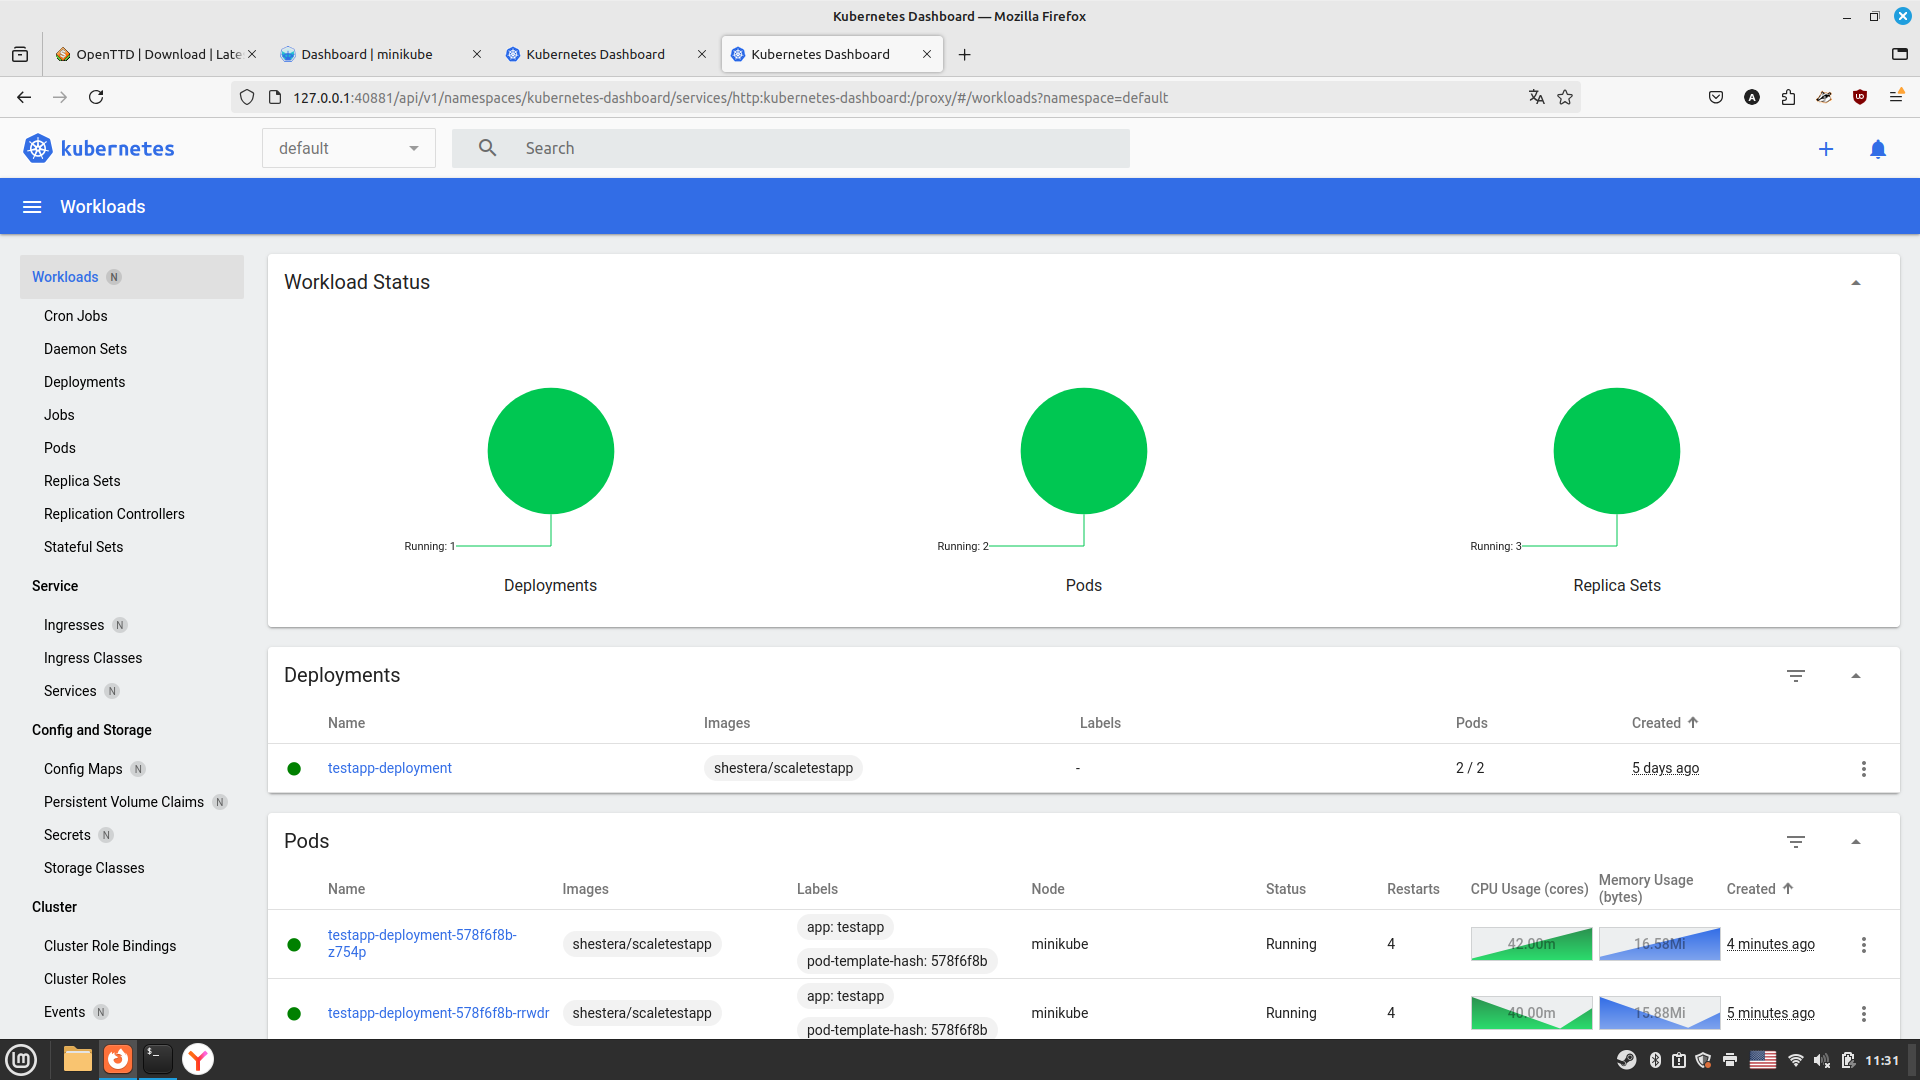 Kubernetes Dashboard — Mozilla Firefox
OpenTTD | Download | Late
Dashboard | minikube
Kubernetes Dashboard
Kubernetes Dashboard
127.0.0.1:40881/api/v1/namespaces/kubernetes-dashboard/services/http:kubernetes-dashboard:/proxy/#/workloads?namespace=default
kubernetes
default
Search
Workloads
Workloads N
Cron Jobs
Daemon Sets
Deployments
Jobs
Pods
Replica Sets
Replication Controllers
Stateful Sets
Service
Ingresses N
Ingress Classes
Services N
Config and Storage
Config Maps N
Persistent Volume Claims N
Secrets N
Storage Classes
Cluster
Cluster Role Bindings
Cluster Roles
Events N
Workload Status
Running: 1
Deployments
Running: 2
Pods
Running: 3
Replica Sets
Deployments
Name Images Labels Pods Created
testapp-deployment shestera/scaletestapp - 2 / 2 5 days ago
Pods
Name Images Labels Node Status Restarts CPU Usage (cores) Memory Usage (bytes) Created
testapp-deployment-578f6f8b-
z754p
shestera/scaletestapp
app: testapp
pod-template-hash: 578f6f8b
minikube Running 4 42.00m 16.58Mi 4 minutes ago
testapp-deployment-578f6f8b-rrwdr
shestera/scaletestapp
app: testapp
pod-template-hash: 578f6f8b
minikube Running 4 40.00m 15.88Mi 5 minutes ago
11:31